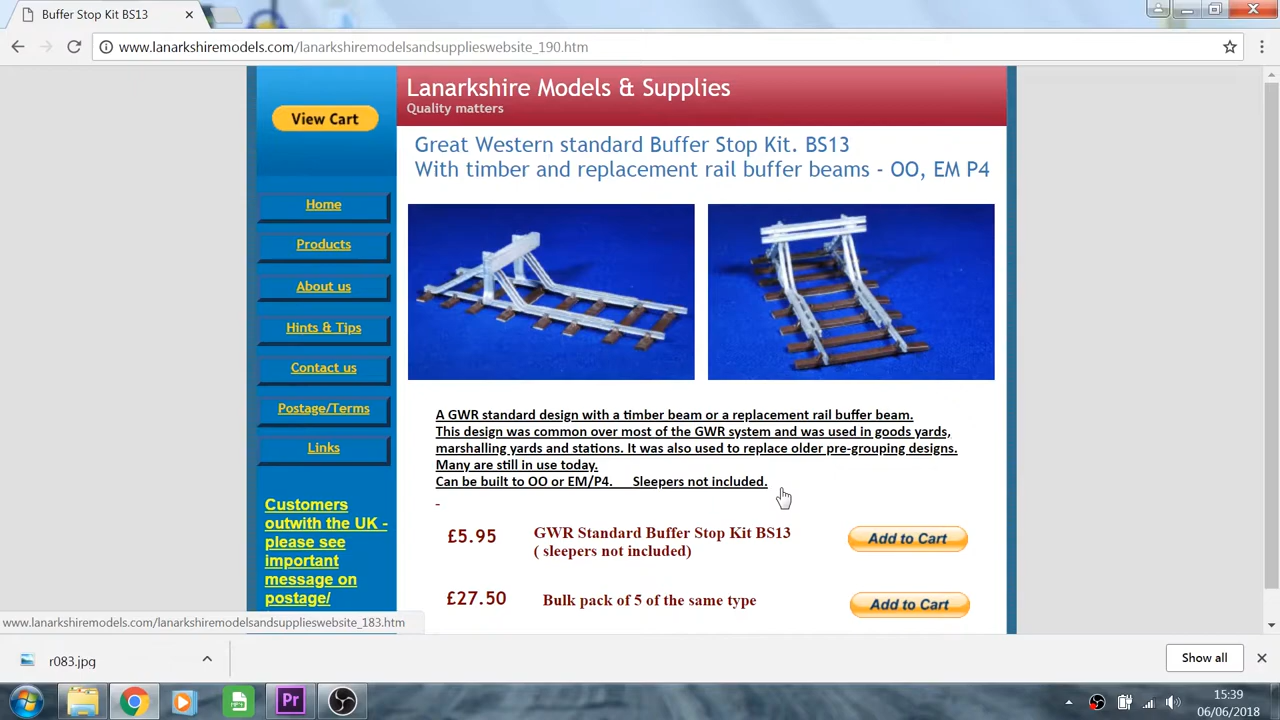 Buffer Stop Kit BS13
www.lanarkshiremodels.com/lanarkshiremodelsandsupplieswebsite_190.htm
View Cart
Lanarkshire Models & Supplies
Quality matters
Great Western standard Buffer Stop Kit. BS13
With timber and replacement rail buffer beams - OO, EM P4
Home
Products
About us
Hints & Tips
Contact us
Postage/Terms
Links
Customers
outwith the UK -
please see
important
message on
postage/
A GWR standard design with a timber beam or a replacement rail buffer beam.
This design was common over most of the GWR system and was used in goods yards,
marshalling yards and stations. It was also used to replace older pre-grouping designs.
Many are still in use today.
Can be built to OO or EM/P4. Sleepers not included.
-
£5.95 GWR Standard Buffer Stop Kit BS13 Add to Cart
( sleepers not included)
£27.50 Bulk pack of 5 of the same type Add to Cart
www.lanarkshiremodels.com/lanarkshiremodelsandsupplieswebsite_183.htm
r083.jpg
Show all
Pr
15:39
06/06/2018